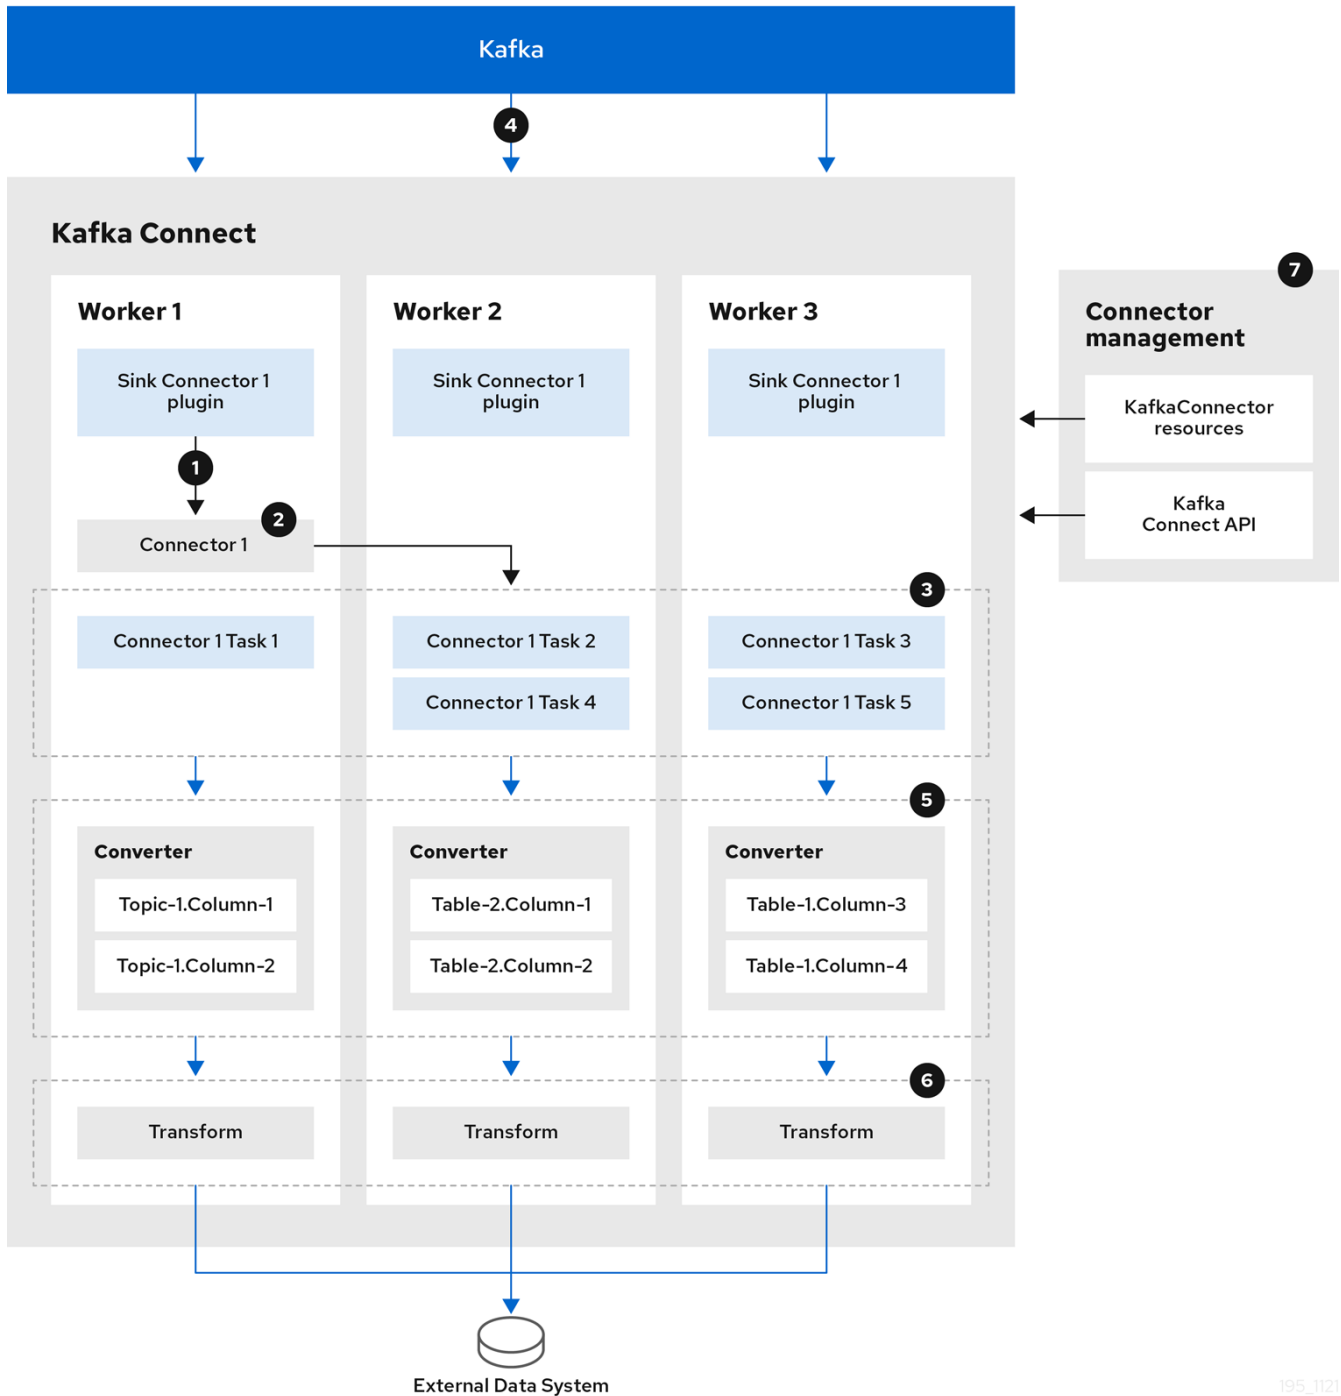 Kafka
4
Kafka Connect
7
Worker 1
Worker 2
Worker 3
Connector
management
Sink Connector 1
plugin
Sink Connector 1
plugin
Sink Connector 1
plugin
KafkaConnector
resources
1
Kafka
Connect API
2
Connector 1
3
Connector 1 Task 1
Connector 1 Task 2
Connector 1 Task 3
Connector 1 Task 4
Connector 1 Task 5
5
Converter
Converter
Converter
Topic-1.Column-1
Table-2.Column-1
Table-1.Column-3
Topic-1.Column-2
Table-2.Column-2
Table-1.Column-4
6
Transform
Transform
Transform
External Data System
195_1121